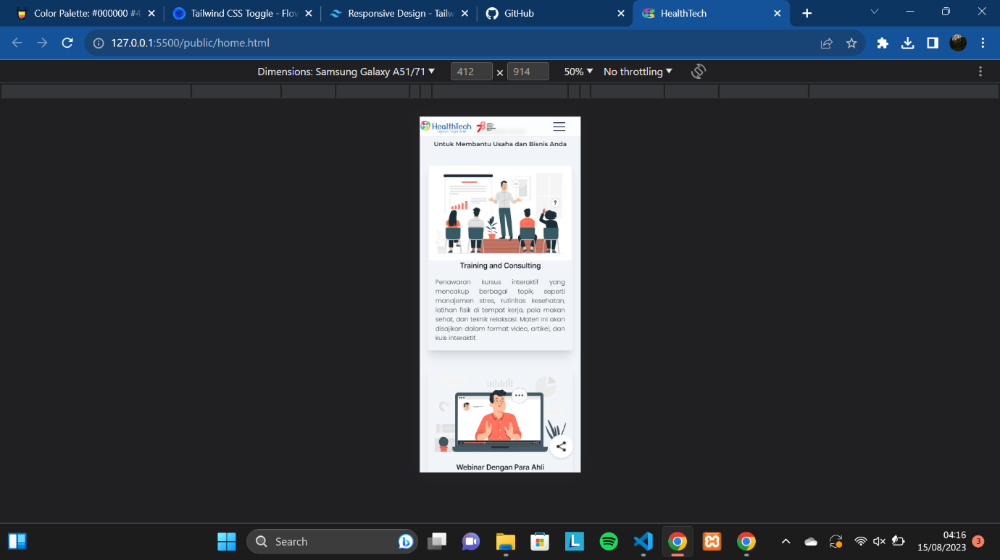 Color Palette: #000000 #4
Tailwind CSS Toggle - Flow
Responsive Design - Tailw
GitHub
HealthTech
127.0.0.1:5500/public/home.html
Dimensions: Samsung Galaxy A51/71
412 x 914
50%
No throttling
HealthTech
78
Untuk Membantu Usaha dan Bisnis Anda
?
Training and Consulting
Penawaran kursus interaktif yang
mencakup berbagai topik, seperti
manajemen stres, rutinitas kesehatan,
latihan fisik di tempat kerja, pola makan
sehat, dan teknik relaksasi. Materi ini akan
disajikan dalam format video, artikel, dan
kuis interaktif.
Webinar Dengan Para Ahli
Search
04:16
15/08/2023
3